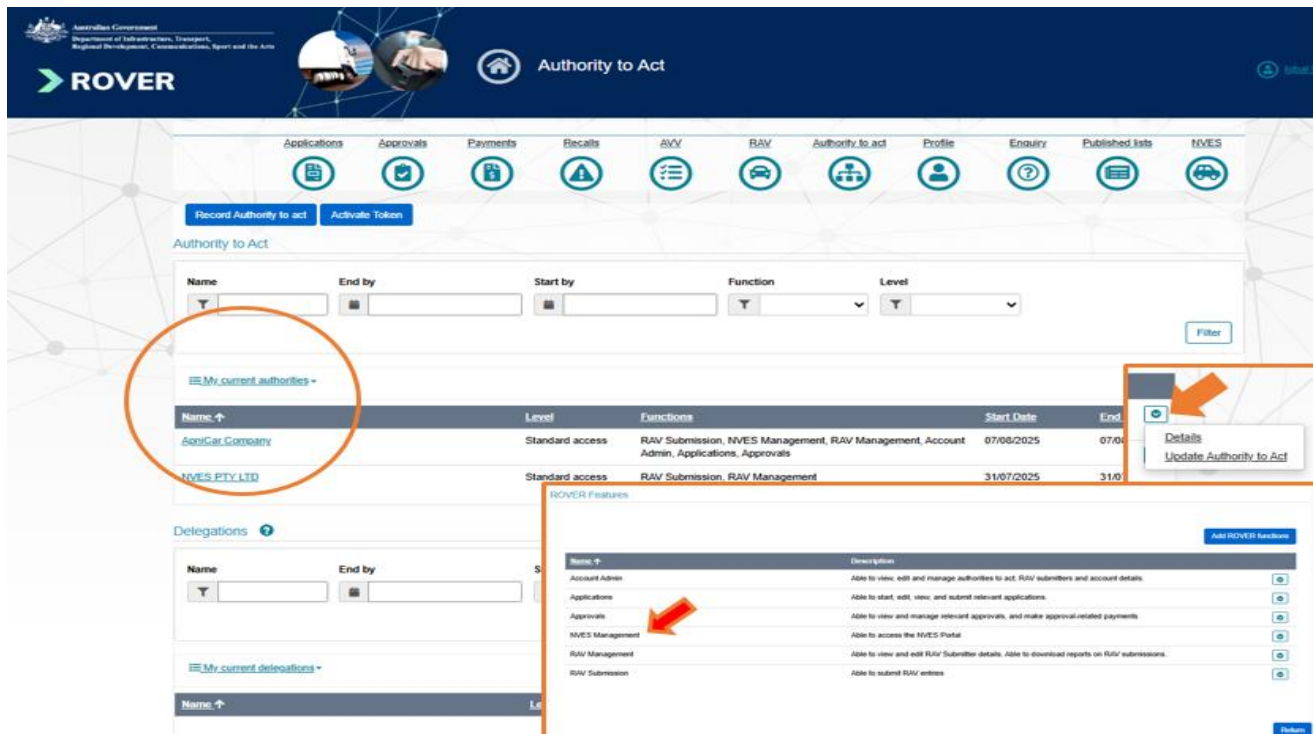 Australian Government
Department of Infrastructure, Transport,
Regional Development, Communications, Sport and the Arts
ROVER
Authority to Act
Applications
Approvals
Payments
Recalls
AVV
RAV
Authority to act
Profile
Enquiry
Published lists
NVES
Record Authority to act
Activate Token
Authority to Act
Name
End by
Start by
Function
Level
Filter
My current authorities
Name
Level
Functions
Start Date
End
ApniCar Company
Standard access
RAV Submission, NVES Management, RAV Management, Account
Admin, Applications, Approvals
07/08/2025
07/0
NVES PTY LTD
Standard access
RAV Submission, RAV Management
31/07/2025
31/0
Details
Update Authority to Act
Delegations
Name
End by
S
My current delegations
Name
Le
ROVER Features
Add ROVER functions
Name
Description
Account Admin
Able to view, edit and manage authorities to act, RAV submitters and account details.
Applications
Able to start, edit, view, and submit relevant applications.
Approvals
Able to view and manage relevant approvals, and make approval-related payments
NVES Management
Able to access the NVES Portal
RAV Management
Able to view and edit RAV Submitter details. Able to download reports on RAV submissions.
RAV Submission
Able to submit RAV entries
Return